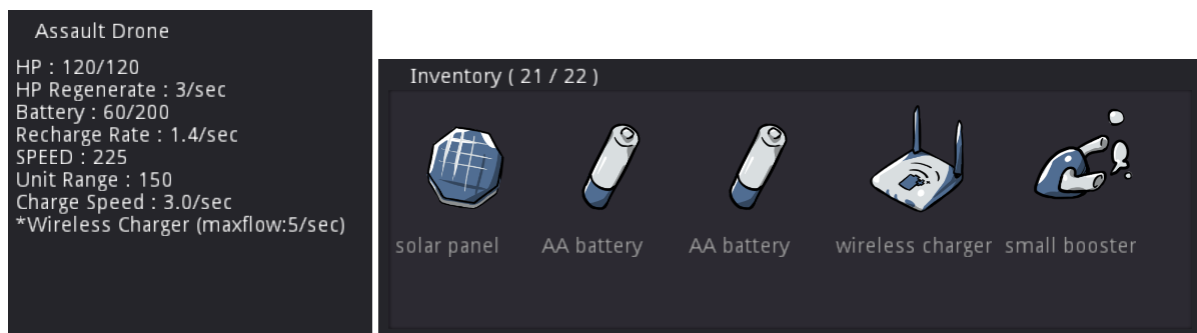 Assault Drone
HP : 120/120
HP Regenerate : 3/sec
Battery : 60/200
Recharge Rate : 1.4/sec
SPEED : 225
Unit Range : 150
Charge Speed : 3.0/sec
*Wireless Charger (maxflow:5/sec)
Inventory ( 21 / 22 )
solar panel
AA battery
AA battery
wireless charger
small booster